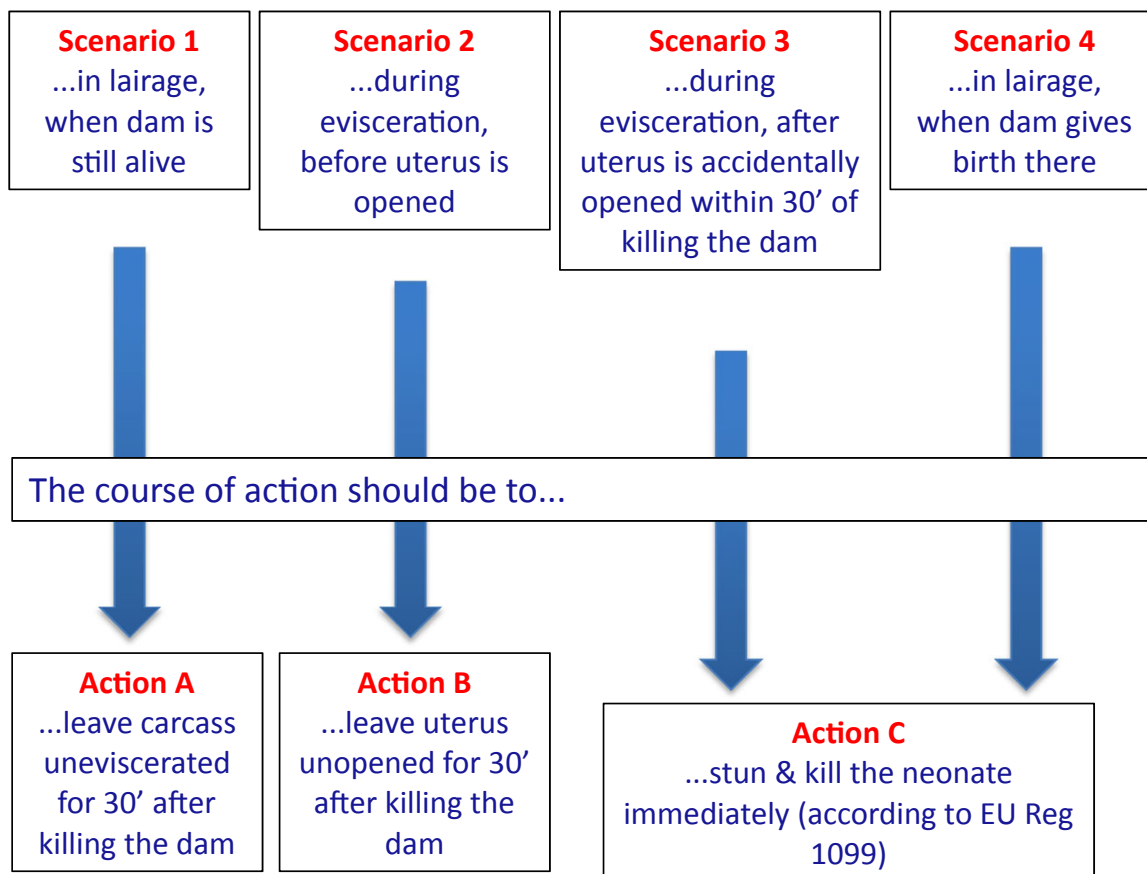 Scenario 1
...in lairage,
when dam is
still alive
Scenario 2
...during
evisceration,
before uterus is
opened
Scenario 3
...during
evisceration, after
uterus is accidentally
opened within 30’ of
killing the dam
Scenario 4
...in lairage,
when dam gives
birth there
The course of action should be to...
Action A
...leave carcass
uneviscerated
for 30’ after
killing the dam
Action B
...leave uterus
unopened for 30’
after killing the
dam
Action C
...stun & kill the neonate
immediately (according to EU Reg
1099)